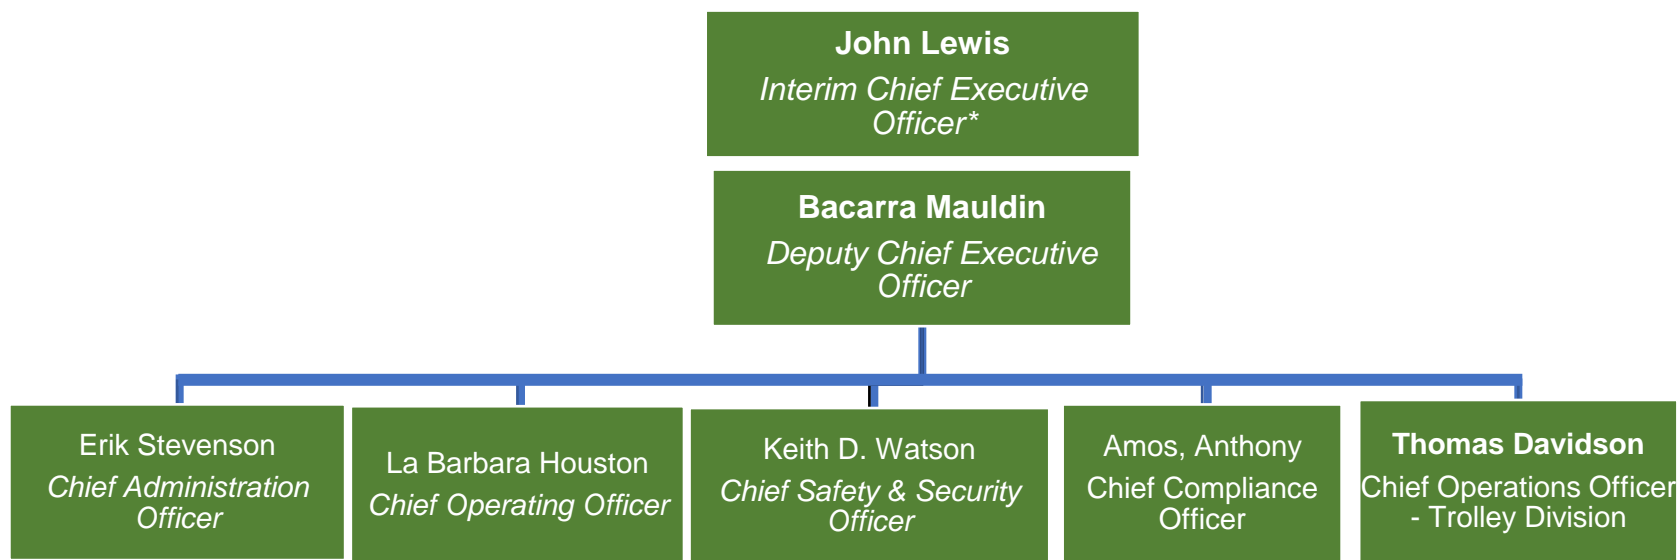 John Lewis
Interim Chief Executive
Officer*
Bacarra Mauldin
Deputy Chief Executive
Officer
Erik Stevenson
Chief Administration
Officer
La Barbara Houston
Chief Operating Officer
Keith D. Watson
Chief Safety & Security
Officer
Amos, Anthony
Chief Compliance
Officer
Thomas Davidson
Chief Operations Officer
- Trolley Division